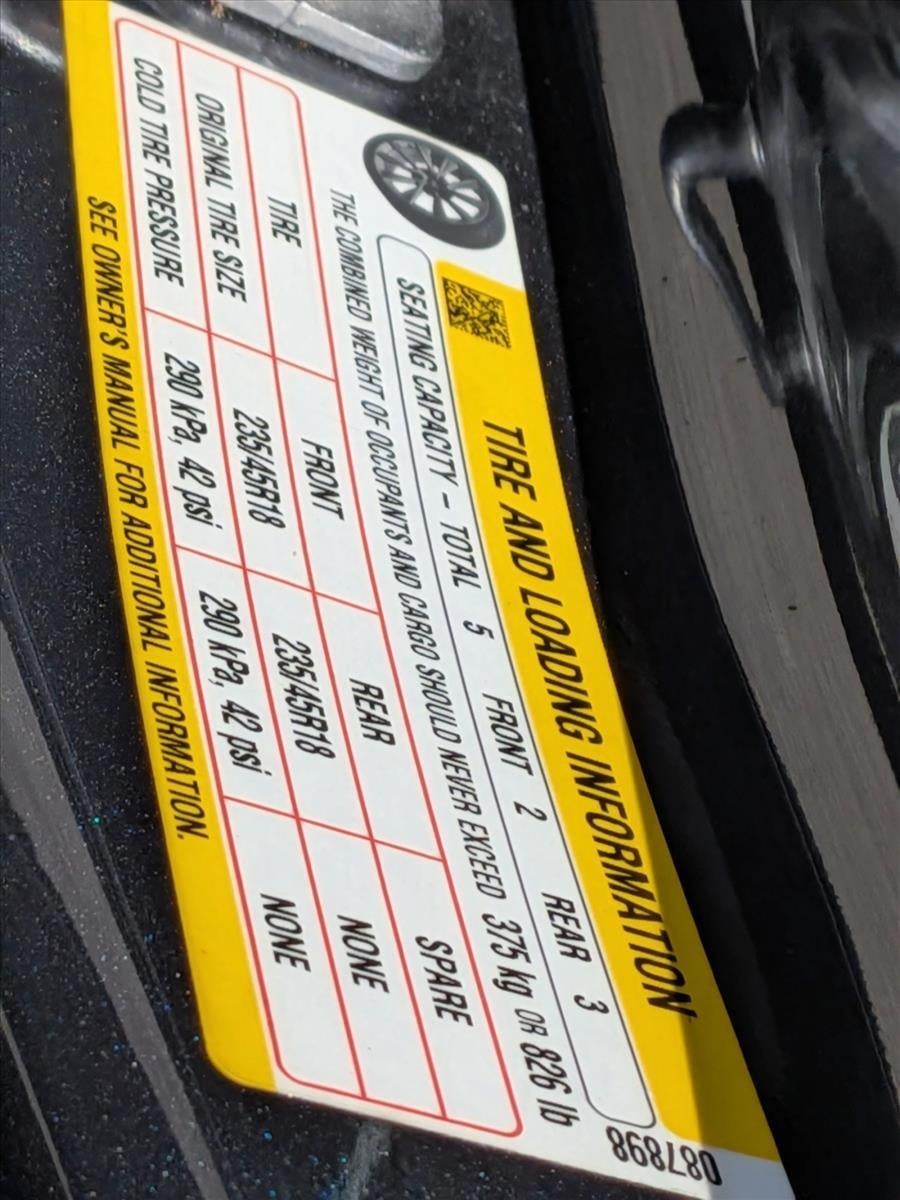 TIRE AND LOADING INFORMATION
SEATING CAPACITY – TOTAL 5 FRONT 2 REAR 3
THE COMBINED WEIGHT OF OCCUPANTS AND CARGO SHOULD NEVER EXCEED 375 kg OR 826 lb
TIRE FRONT REAR SPARE
ORIGINAL TIRE SIZE 235/45R18 235/45R18 NONE
COLD TIRE PRESSURE 290 kPa, 42 psi 290 kPa, 42 psi NONE
SEE OWNER'S MANUAL FOR ADDITIONAL INFORMATION.
087898